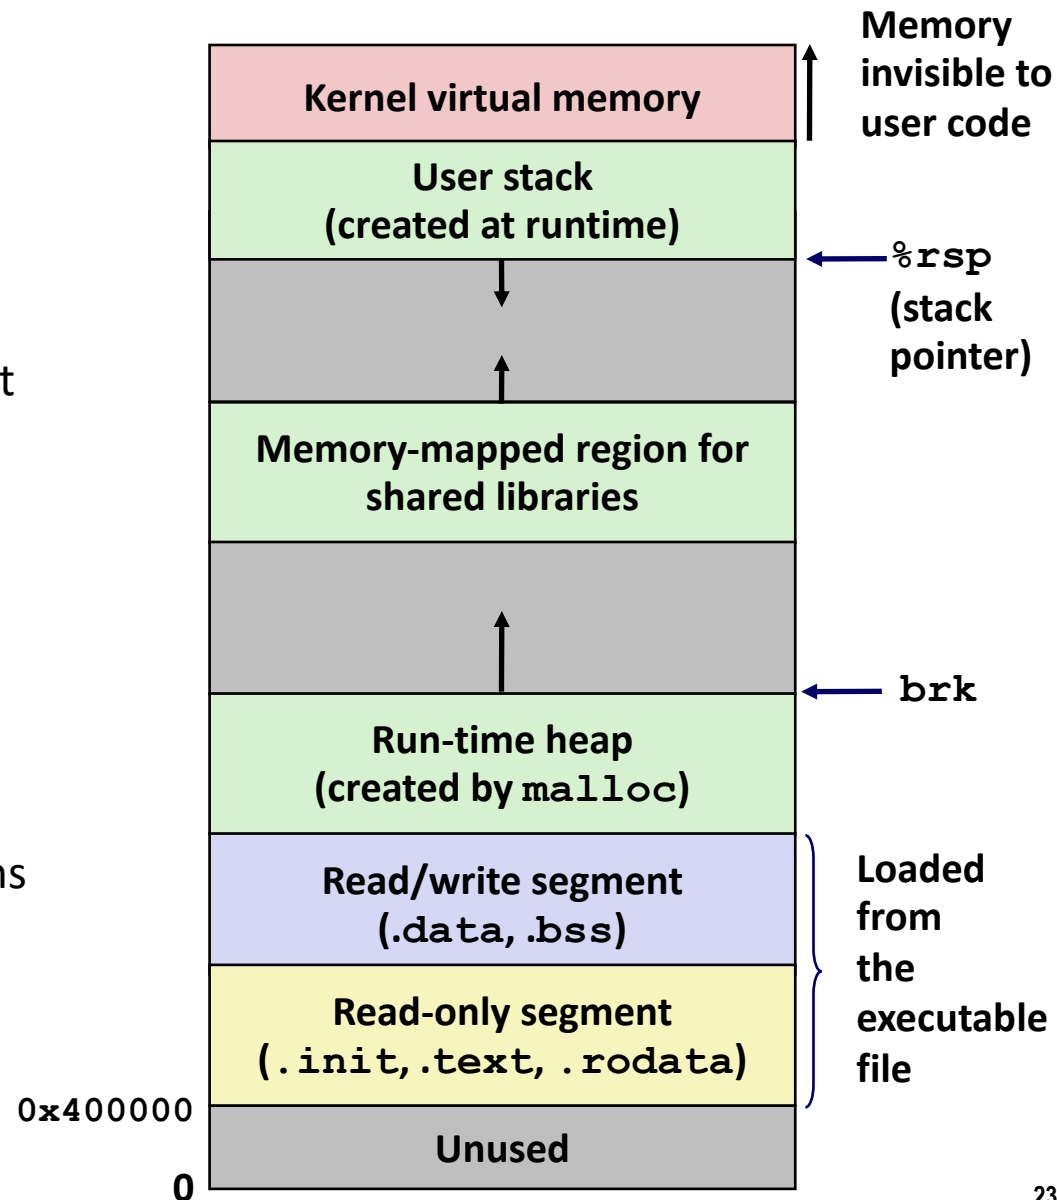 Memory
invisible to
user code
Kernel virtual memory
User stack
(created at runtime)
%rsp
(stack
pointer)
t
Memory-mapped region for
shared libraries
brk
Run-time heap
(created by malloc)
ns
Read/write segment
(.data, .bss)
Loaded
from
the
executable
file
Read-only segment
(.init, .text, .rodata)
0x400000
Unused
0
23